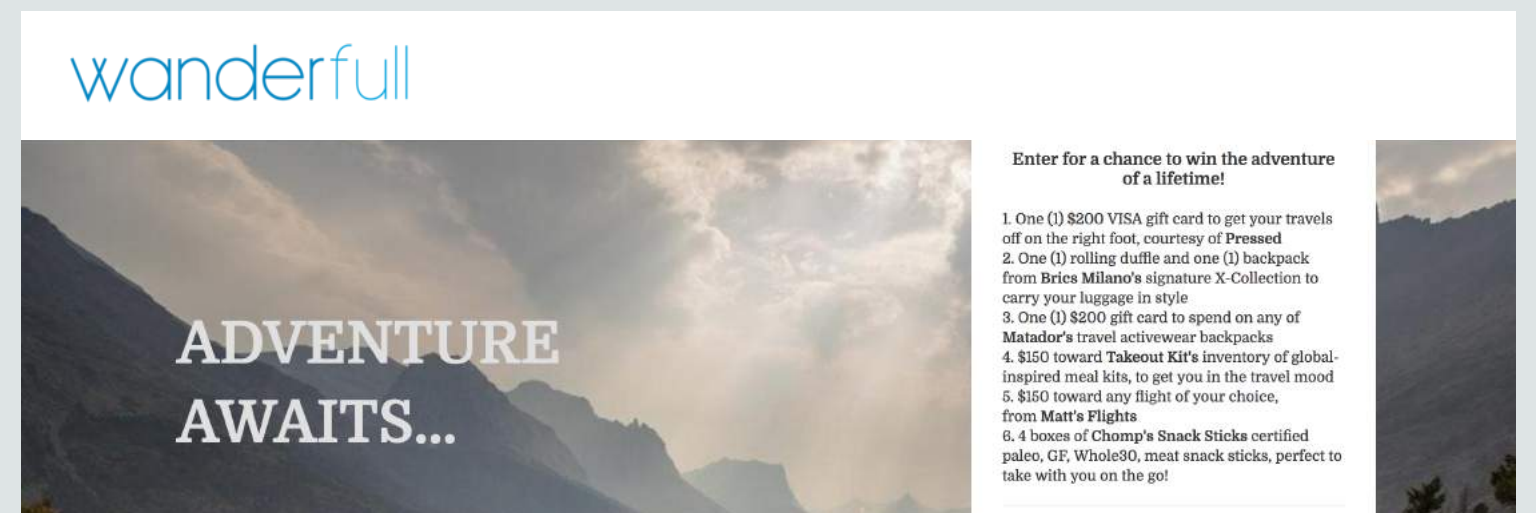 wanderfull
ADVENTURE
AWAITS...
Enter for a chance to win the adventure
of a lifetime!
1. One (1) $200 VISA gift card to get your travels
off on the right foot, courtesy of Pressed
2. One (1) rolling duffle and one (1) backpack
from Brics Milano's signature X-Collection to
carry your luggage in style
3. One (1) $200 gift card to spend on any of
Matador's travel activewear backpacks
4. $150 toward Takeout Kit's inventory of global-
inspired meal kits, to get you in the travel mood
5. $150 toward any flight of your choice,
from Matt's Flights
6. 4 boxes of Chomp's Snack Sticks certified
paleo, GF, Whole30, meat snack sticks, perfect to
take with you on the go!